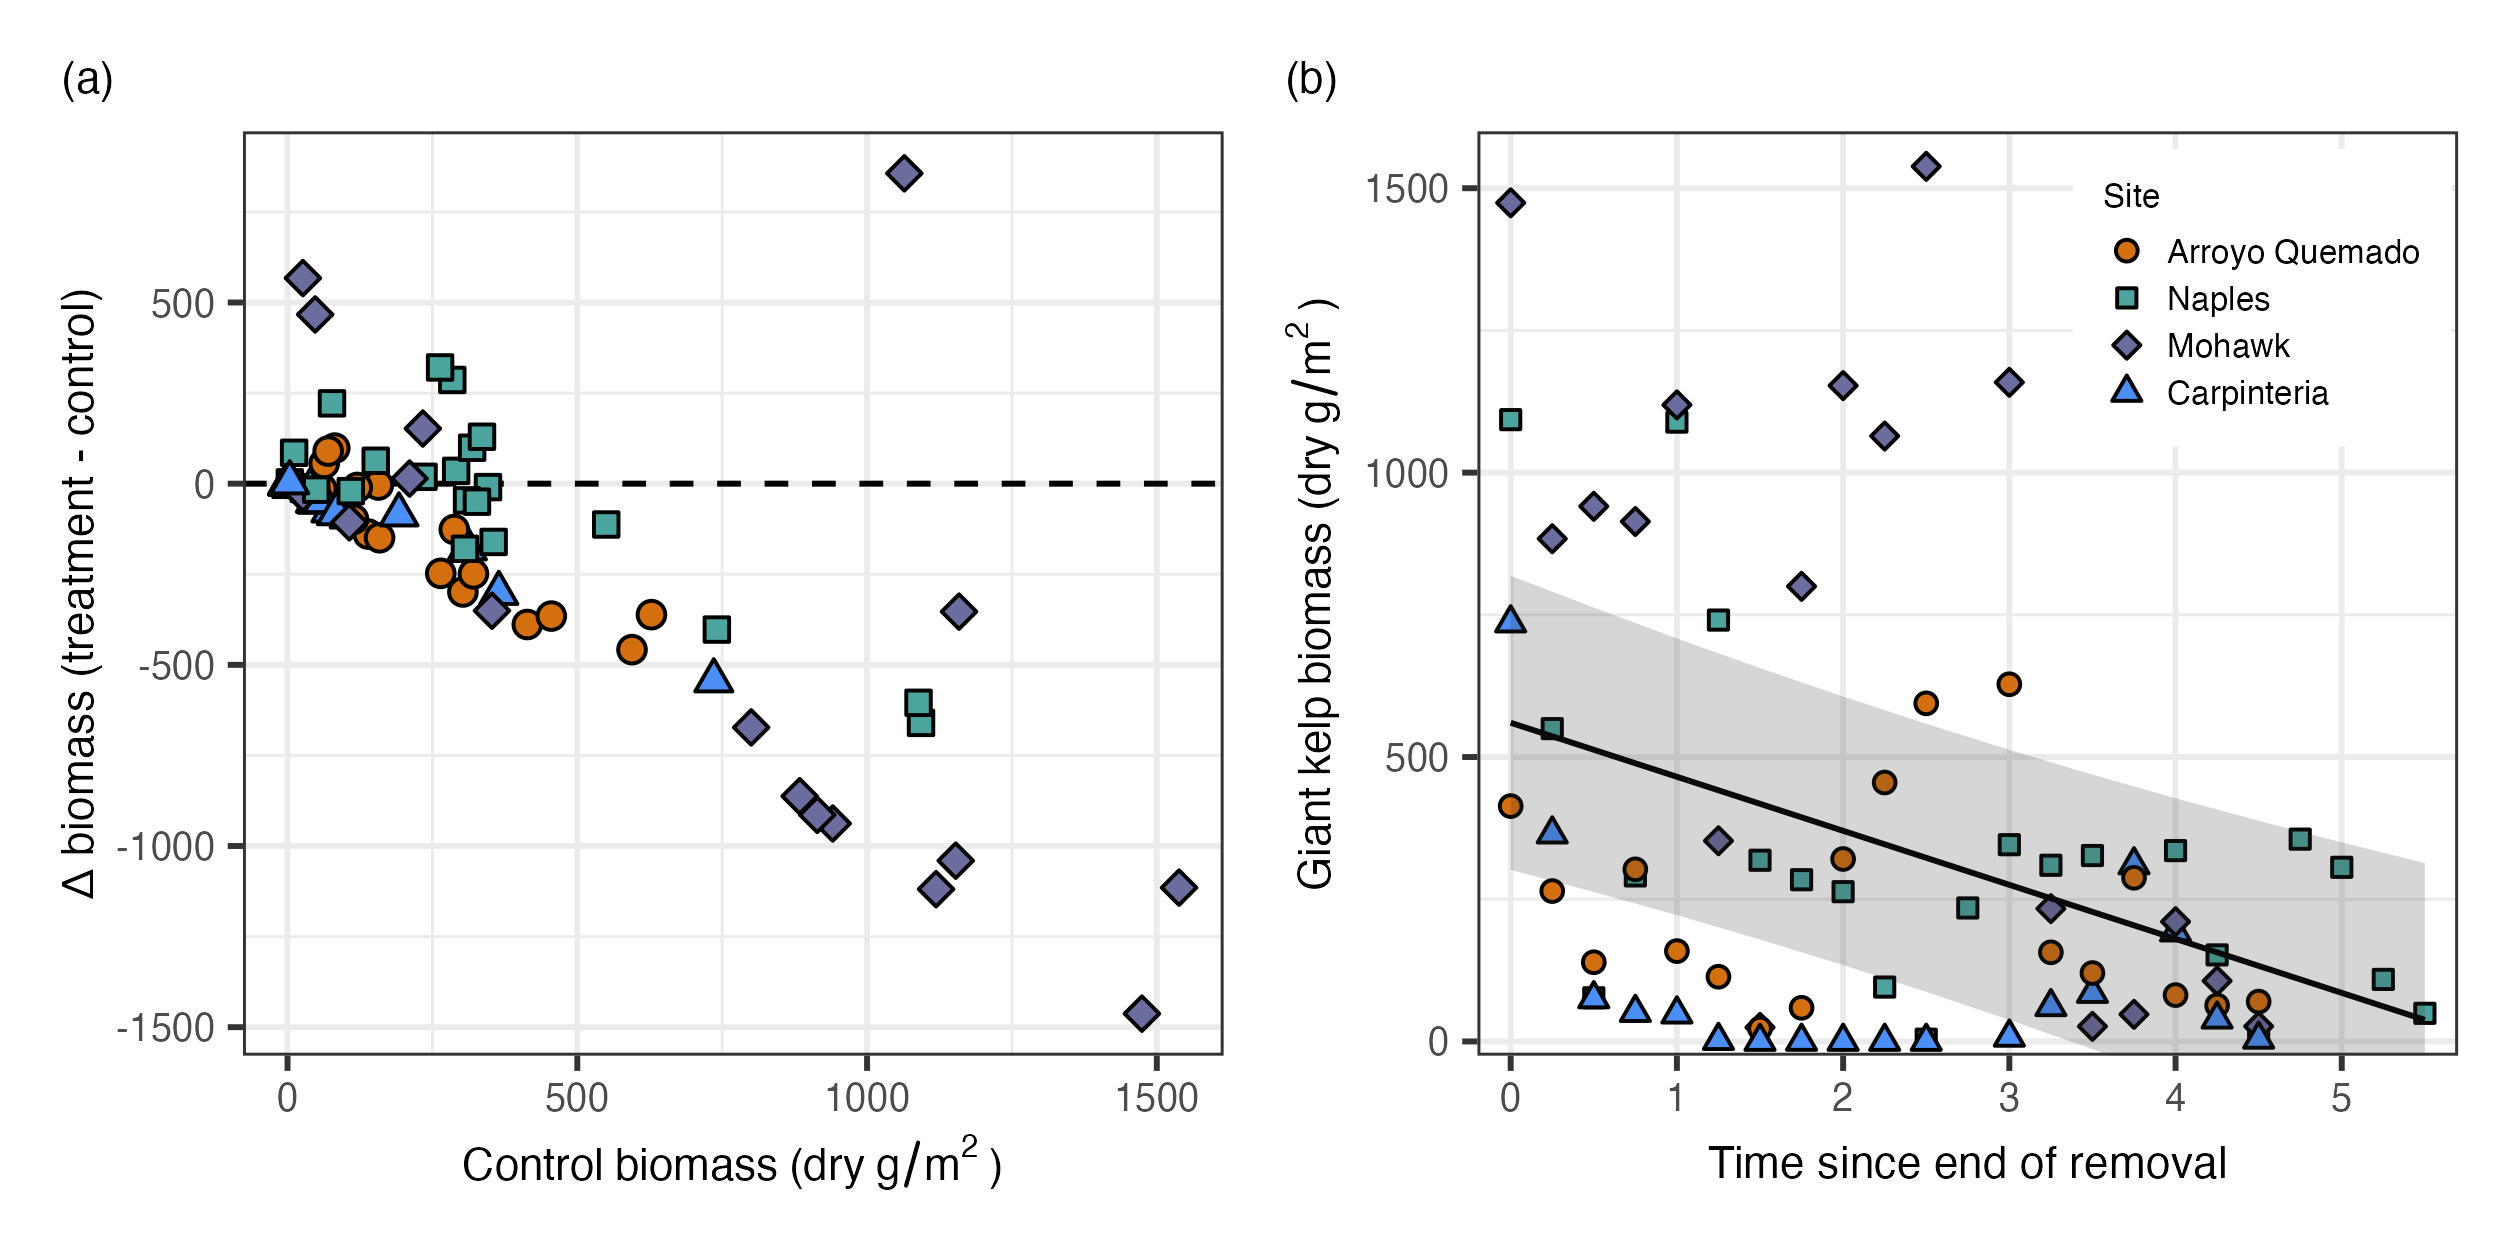 (a)
Δ biomass (treatment - control)
500
0
-500
-1000
-1500
0 500 1000 1500
Control biomass (dry g/m² )
(b)
Giant kelp biomass (dry g/m² )
1500
1000
500
0
0 1 2 3 4 5
Time since end of removal
Site
Arroyo Quemado
Naples
Mohawk
Carpinteria